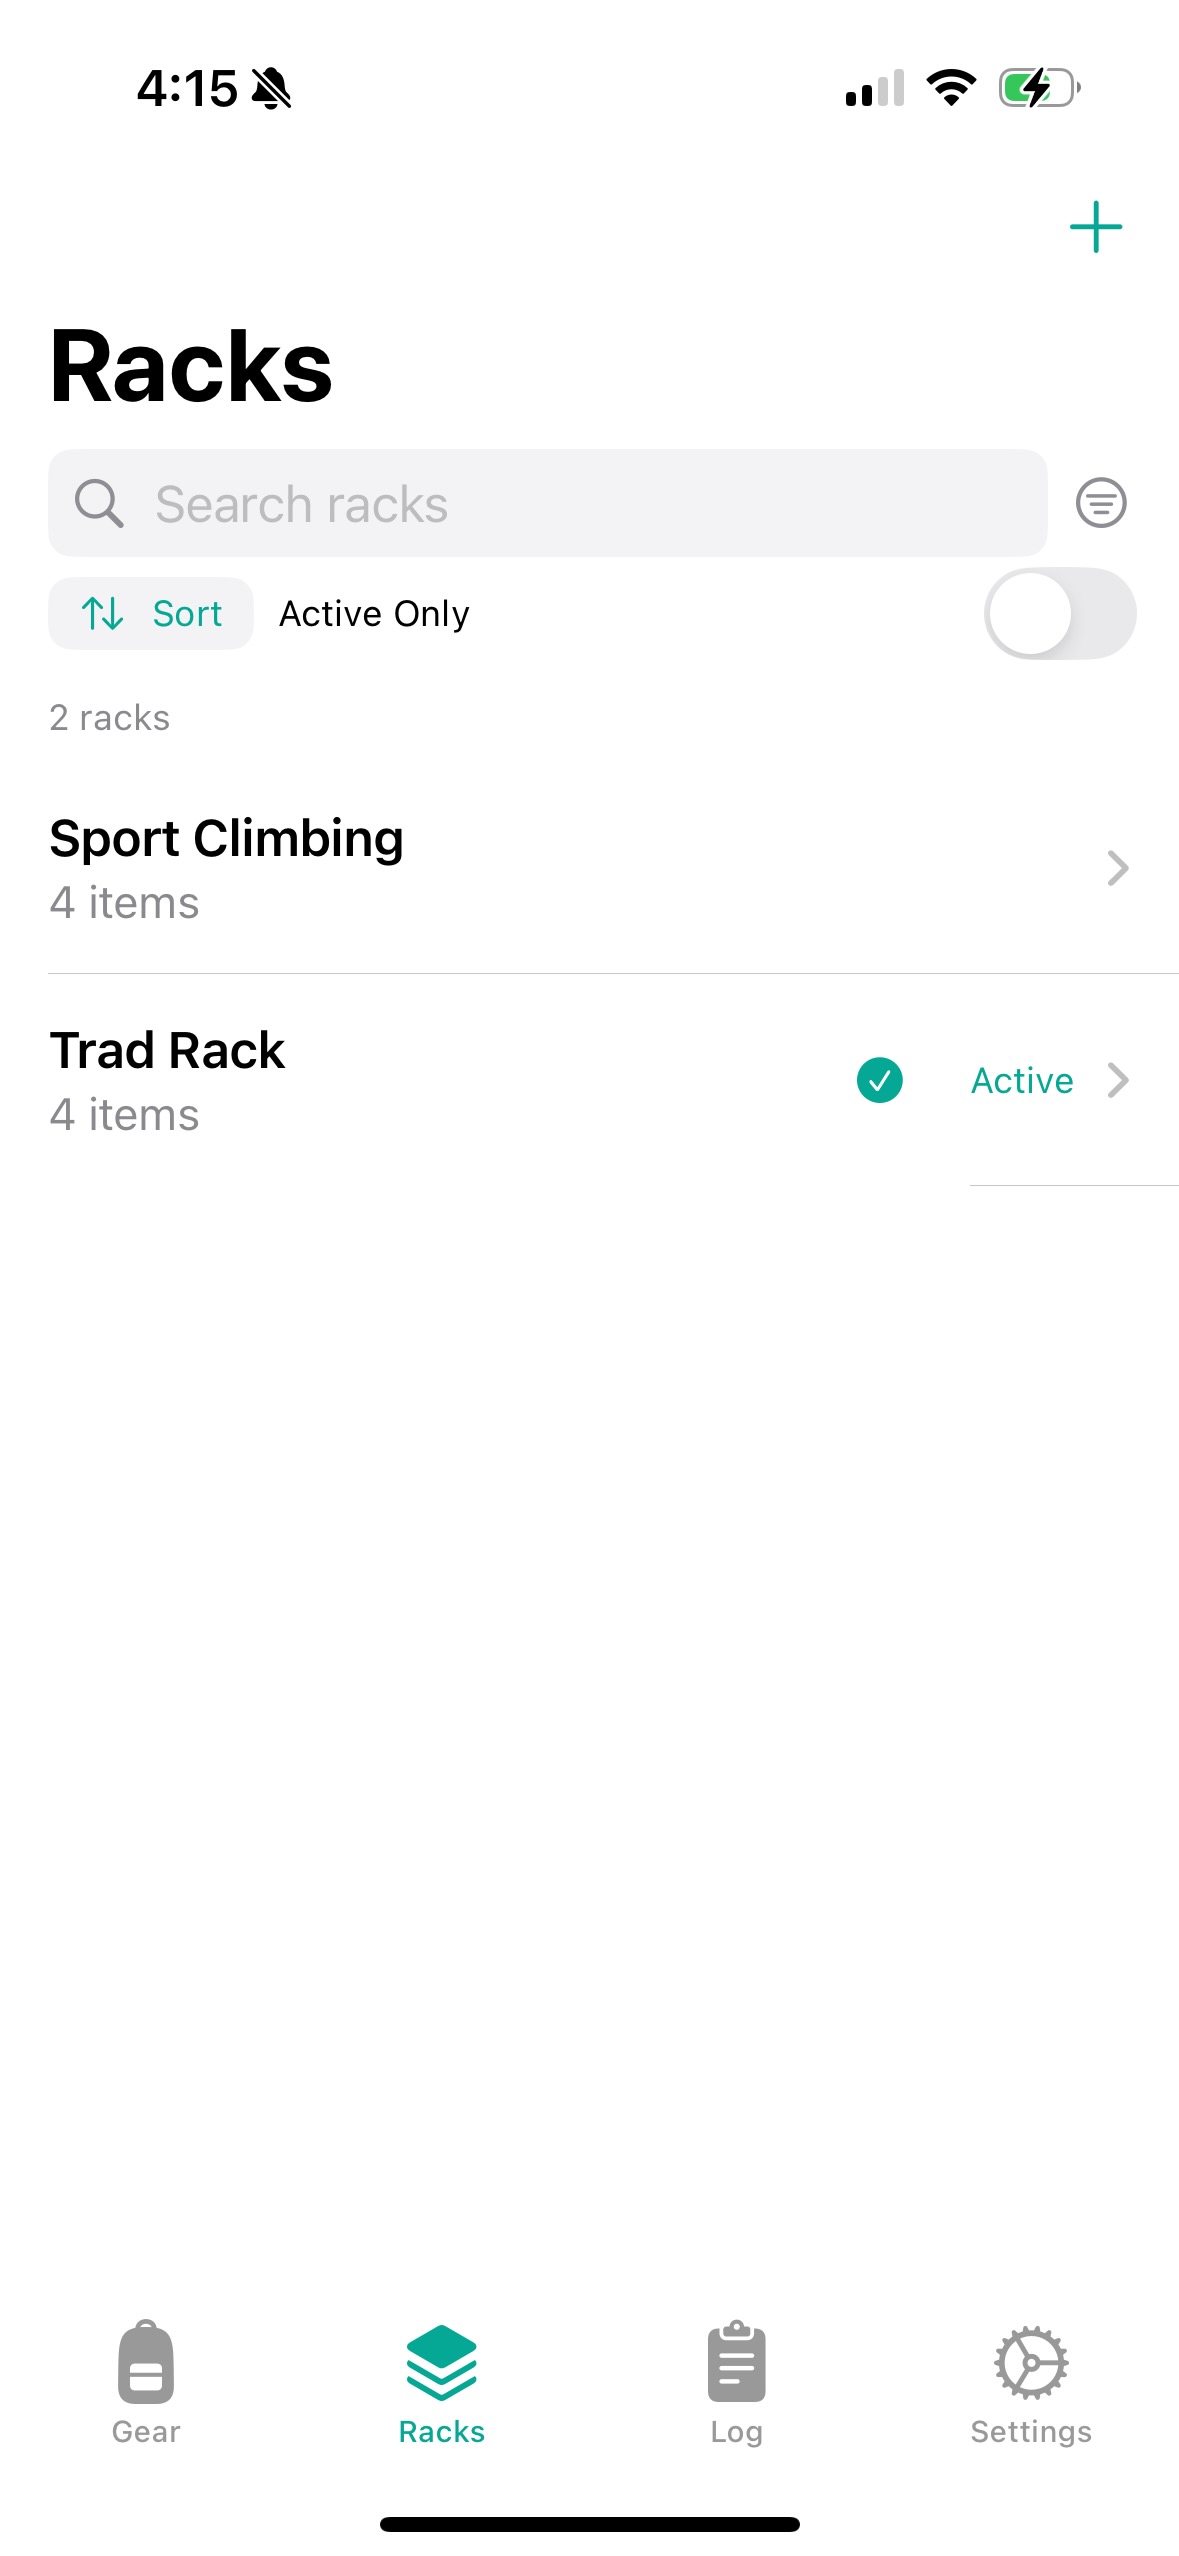 4:15
Racks
Search racks
Sort Active Only
2 racks
Sport Climbing
4 items
Trad Rack
4 items
Active
Gear Racks Log Settings